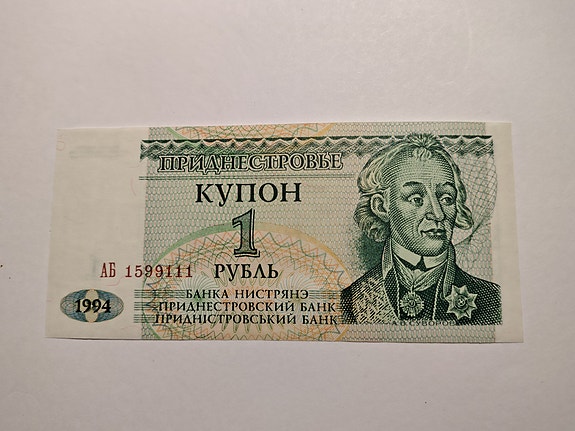 ПРИДНЕСТРОВЬЕ
КУПОН
1
РУБЛЬ
АБ 1599111
1994
БАНКА НИСТРЯНЭ
ПРИДНЕСТРОВСКИЙ БАНК
ПРИДНІСТРОВСЬКИЙ БАНК
А.В.СУВОРОВ